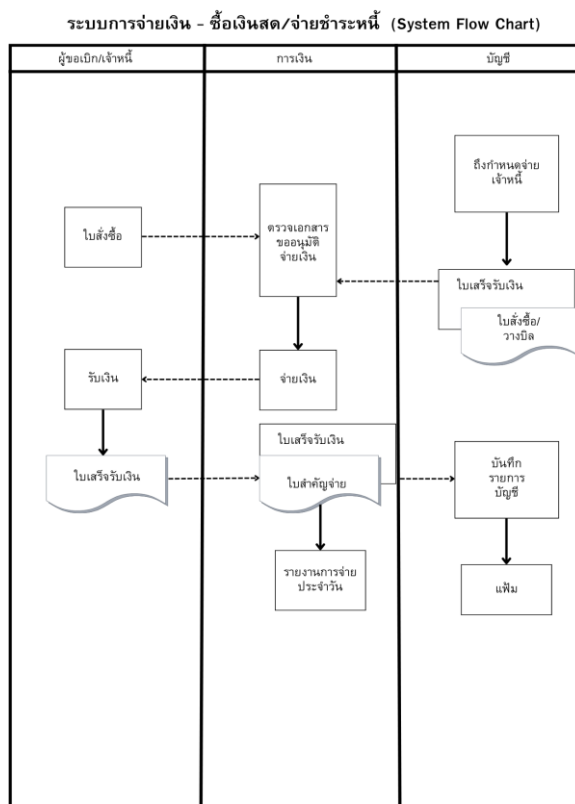 ระบบการจ่ายเงิน - ซื้อเงินสด/จ่ายชำระหนี้ (System Flow Chart)
ผู้ขอเบิก/เจ้าหนี้
การเงิน
บัญชี
ถึงกำหนดจ่าย
เจ้าหนี้
ใบสั่งซื้อ
ตรวจเอกสาร
ขออนุมัติ
จ่ายเงิน
ใบเสร็จรับเงิน
ใบสั่งซื้อ/
วางบิล
รับเงิน
จ่ายเงิน
ใบเสร็จรับเงิน
ใบเสร็จรับเงิน
ใบสำคัญจ่าย
บันทึก
รายการ
บัญชี
รายงานการจ่าย
ประจำวัน
แฟ้ม